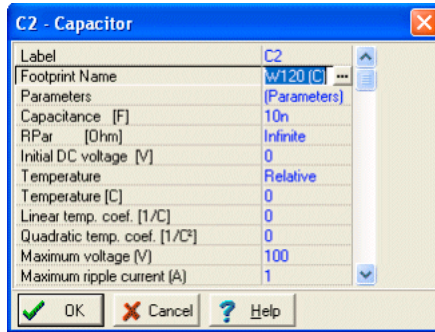 C2 - Capacitor
Label C2
Footprint Name W120 (C) ...
Parameters (Parameters)
Capacitance [F] 10n
RPar [Ohm] Infinite
Initial DC voltage [V] 0
Temperature Relative
Temperature [C] 0
Linear temp. coef. [1/C] 0
Quadratic temp. coef. [1/C²] 0
Maximum voltage (V) 100
Maximum ripple current (A) 1
OK Cancel ? Help